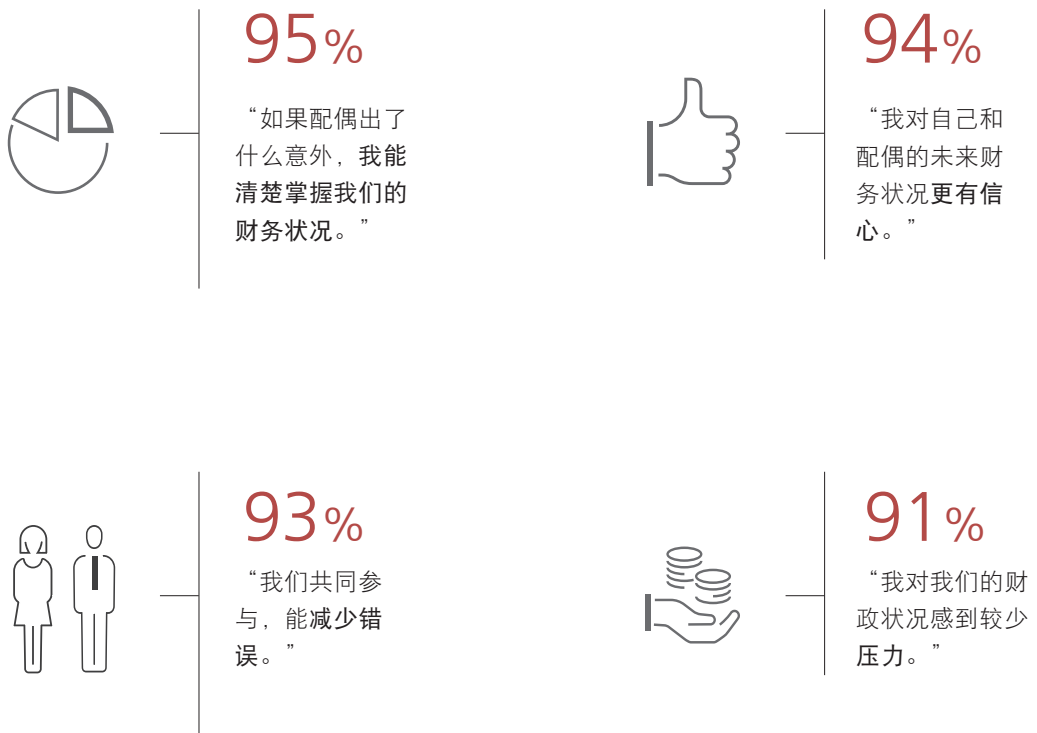 95%
“如果配偶出了
什么意外，我能
清楚掌握我们的
财务状况。”
94%
“我对自己和
配偶的未来财
务状况更有信
心。”
93%
“我们共同参
与，能减少错
误。”
91%
“我对我们的财
政状况感到较少
压力。”